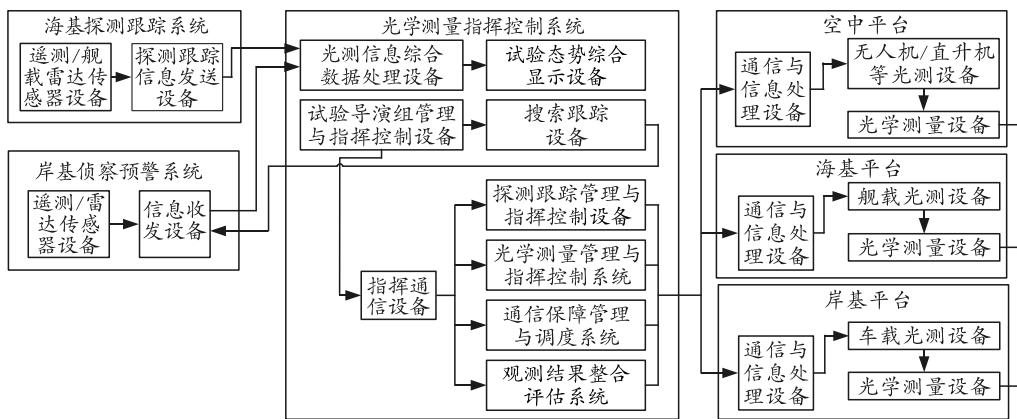 海基探测跟踪系统
遥测/舰
载雷达传
感器设备
探测跟踪
信息发送
设备
岸基侦察预警系统
遥测/雷
达传感
器设备
信息收
发设备
光学测量指挥控制系统
光测信息综合
数据处理设备
试验态势综合
显示设备
试验导演组管理
与指挥控制设备
搜索跟踪
设备
指挥通
信设备
探测跟踪管理与
指挥控制设备
光学测量管理与
指挥控制系统
通信保障管理
与调度系统
观测结果整合
评估系统
空中平台
通信与
信息处
理设备
无人机/直升机
等光测设备
光学测量设备
海基平台
通信与
信息处
理设备
舰载光测设备
光学测量设备
岸基平台
通信与
信息处
理设备
车载光测设备
光学测量设备